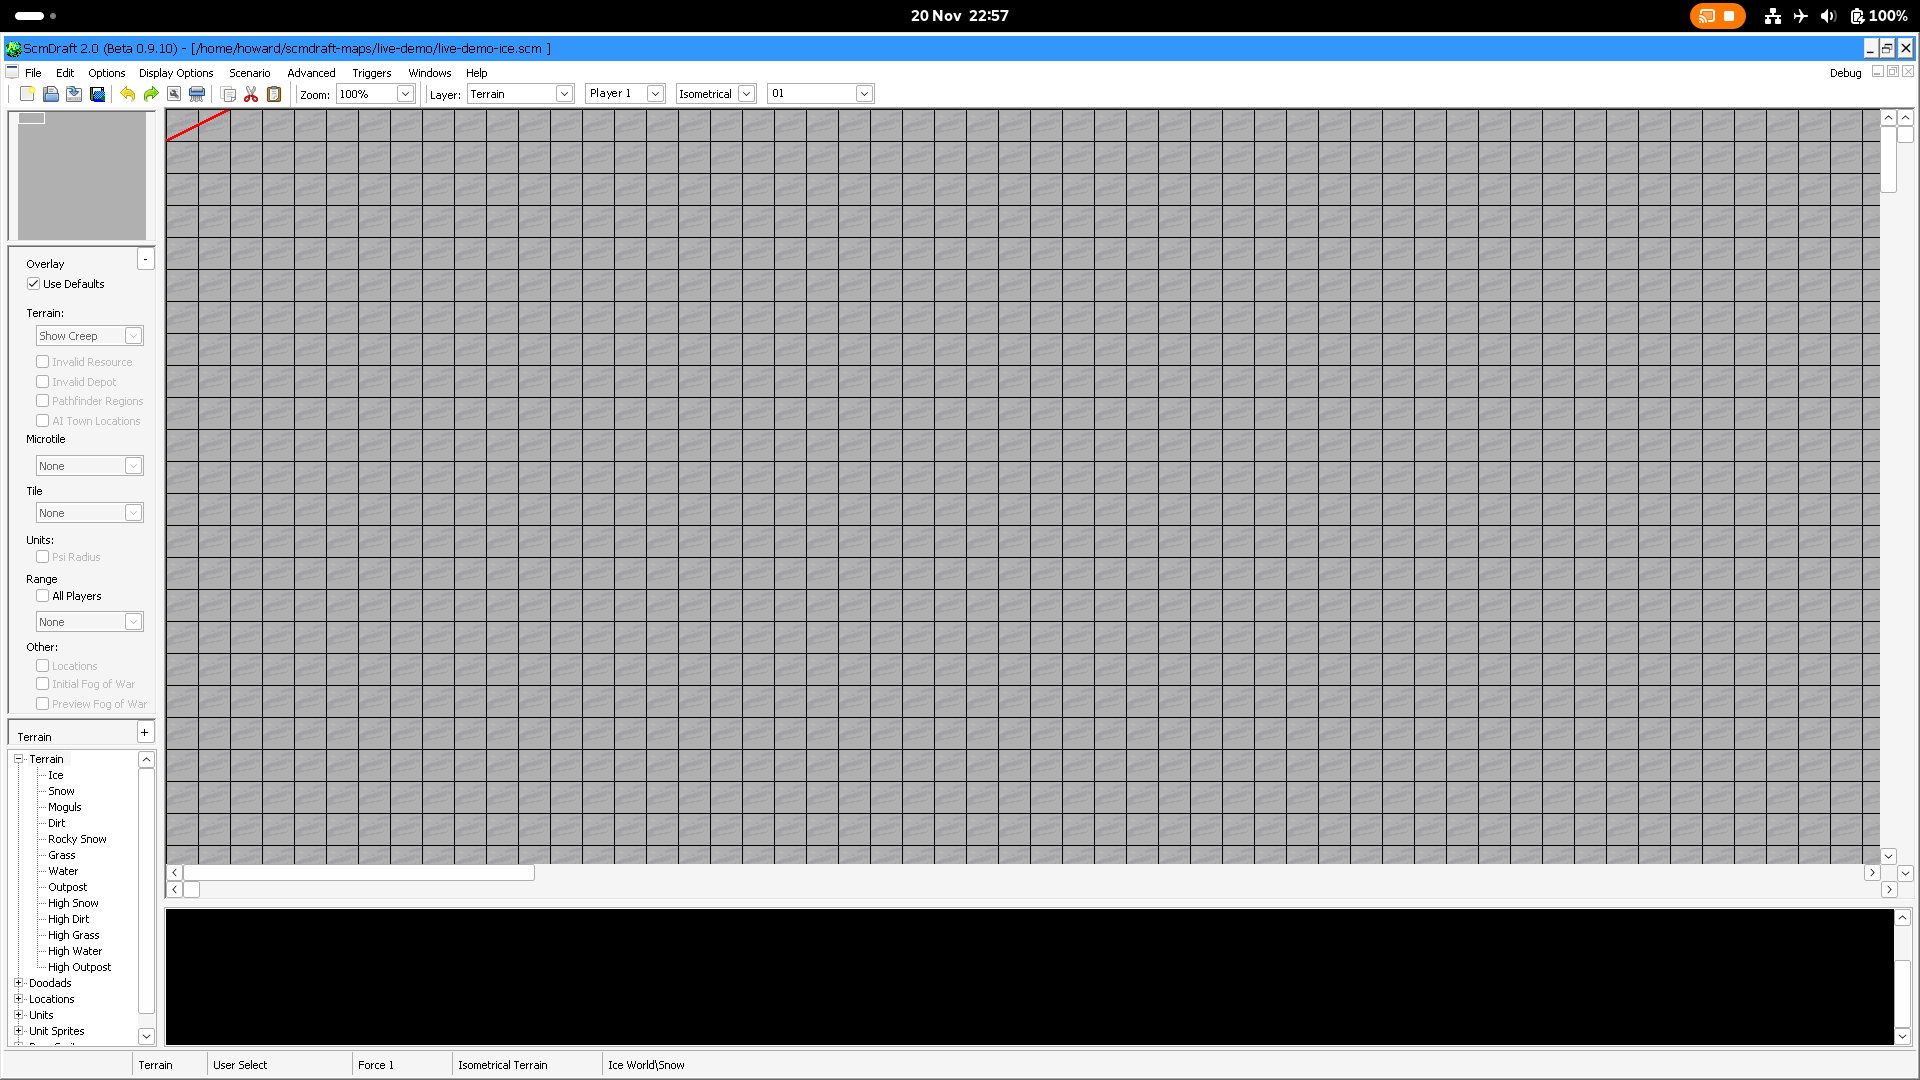 20 Nov 22:57
100%
ScmDraft 2.0 (Beta 0.9.10) - [/home/howard/scmdraft-maps/live-demo/live-demo-ice.scm ]
File Edit Options Display Options Scenario Advanced Triggers Windows Help Debug
Zoom: 100% Layer: Terrain Player 1 Isometrical 01
Overlay -
Use Defaults
Terrain:
Show Creep
Invalid Resource
Invalid Depot
Pathfinder Regions
AI Town Locations
Microtile
None
Tile
None
Units:
Psi Radius
Range
All Players
None
Other:
Locations
Initial Fog of War
Preview Fog of War
Terrain +
Terrain
Ice
Snow
Moguls
Dirt
Rocky Snow
Grass
Water
Outpost
High Snow
High Dirt
High Grass
High Water
High Outpost
Doodads
Locations
Units
Unit Sprites
Terrain User Select Force 1 Isometrical Terrain Ice World\Snow